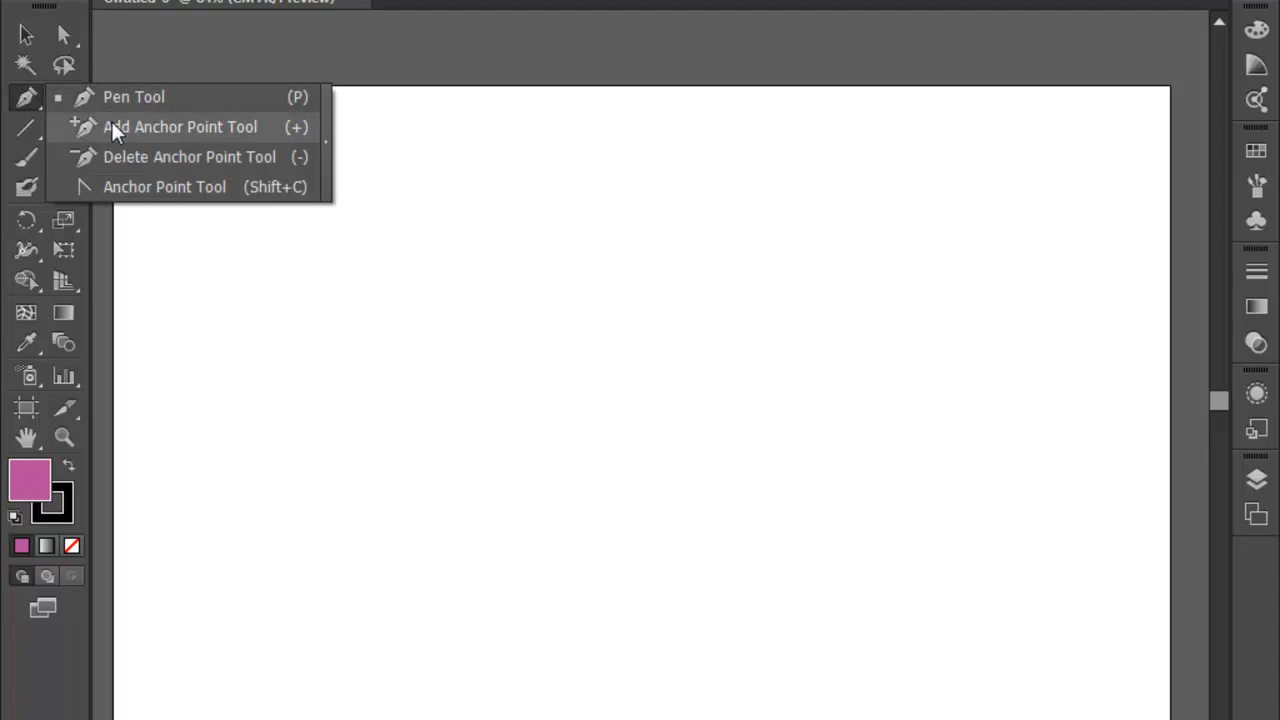 Pen Tool (P)
Add Anchor Point Tool (+)
Delete Anchor Point Tool (-)
Anchor Point Tool (Shift+C)